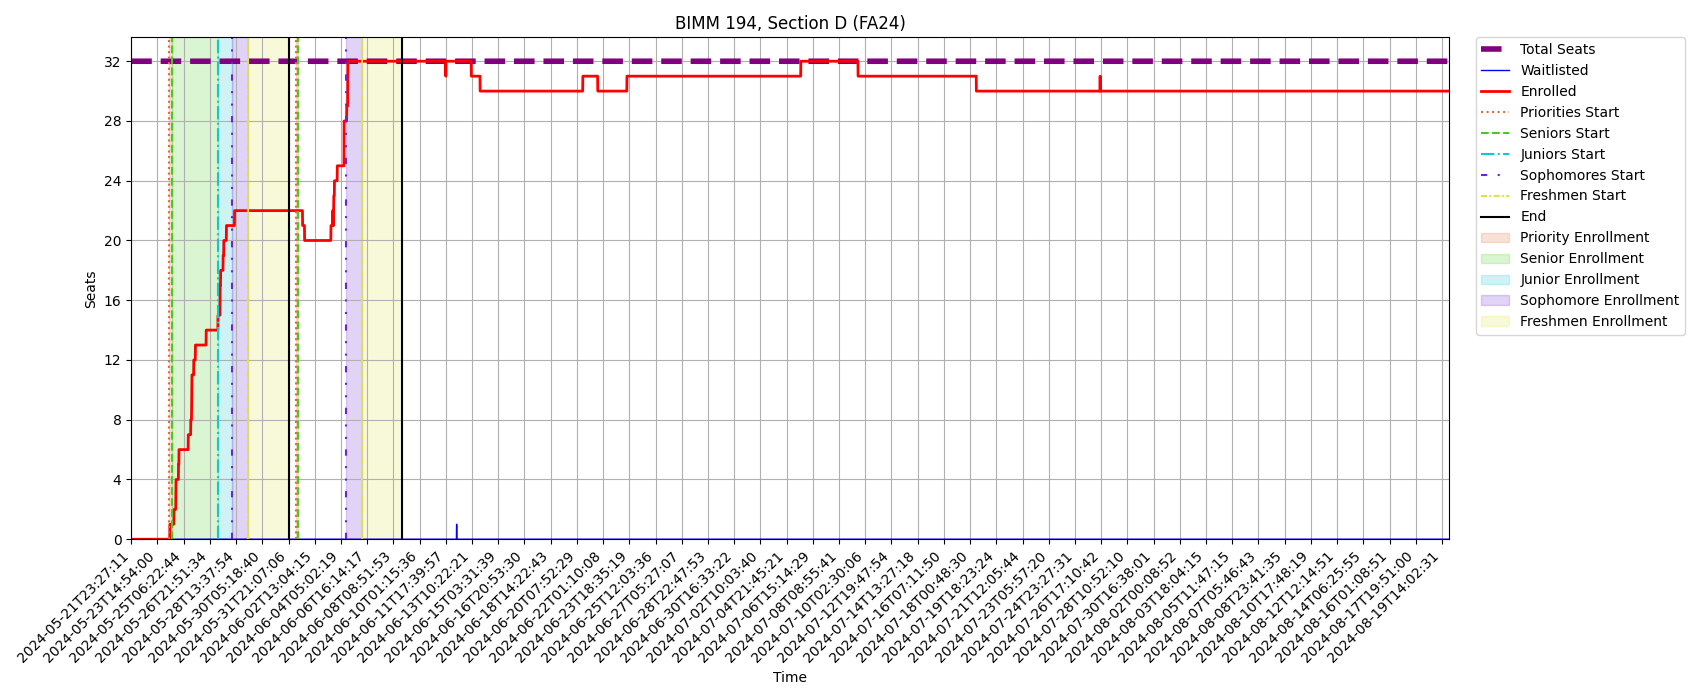 BIMM 194, Section D (FA24)
Total Seats
Waitlisted
Enrolled
Priorities Start
Seniors Start
Juniors Start
Sophomores Start
Freshmen Start
End
Priority Enrollment
Senior Enrollment
Junior Enrollment
Sophomore Enrollment
Freshmen Enrollment
Seats
32
28
24
20
16
12
8
4
0
2024-05-21T23:27:11
2024-05-23T14:54:00
2024-05-25T06:22:44
2024-05-26T21:51:34
2024-05-28T13:37:54
2024-05-30T05:18:40
2024-05-31T21:07:06
2024-06-02T13:04:15
2024-06-04T05:02:19
2024-06-06T16:14:17
2024-06-08T08:51:53
2024-06-10T01:15:36
2024-06-11T17:39:57
2024-06-13T10:22:21
2024-06-15T03:31:39
2024-06-16T20:53:30
2024-06-18T14:22:43
2024-06-20T07:52:29
2024-06-22T01:10:08
2024-06-23T18:35:19
2024-06-25T12:03:36
2024-06-27T05:27:07
2024-06-28T22:47:53
2024-06-30T16:33:22
2024-07-02T10:03:40
2024-07-04T21:45:21
2024-07-06T15:14:29
2024-07-08T08:55:41
2024-07-10T02:30:06
2024-07-12T19:47:54
2024-07-14T13:27:18
2024-07-16T07:11:50
2024-07-18T00:48:30
2024-07-19T18:23:24
2024-07-21T12:05:44
2024-07-23T05:57:20
2024-07-24T23:27:31
2024-07-26T17:10:42
2024-07-28T10:52:10
2024-07-30T16:38:01
2024-08-02T00:08:52
2024-08-03T18:04:15
2024-08-05T11:47:15
2024-08-07T05:46:43
2024-08-08T23:41:35
2024-08-10T17:48:19
2024-08-12T12:14:51
2024-08-14T06:25:55
2024-08-16T01:08:51
2024-08-17T19:51:00
2024-08-19T14:02:31
Time